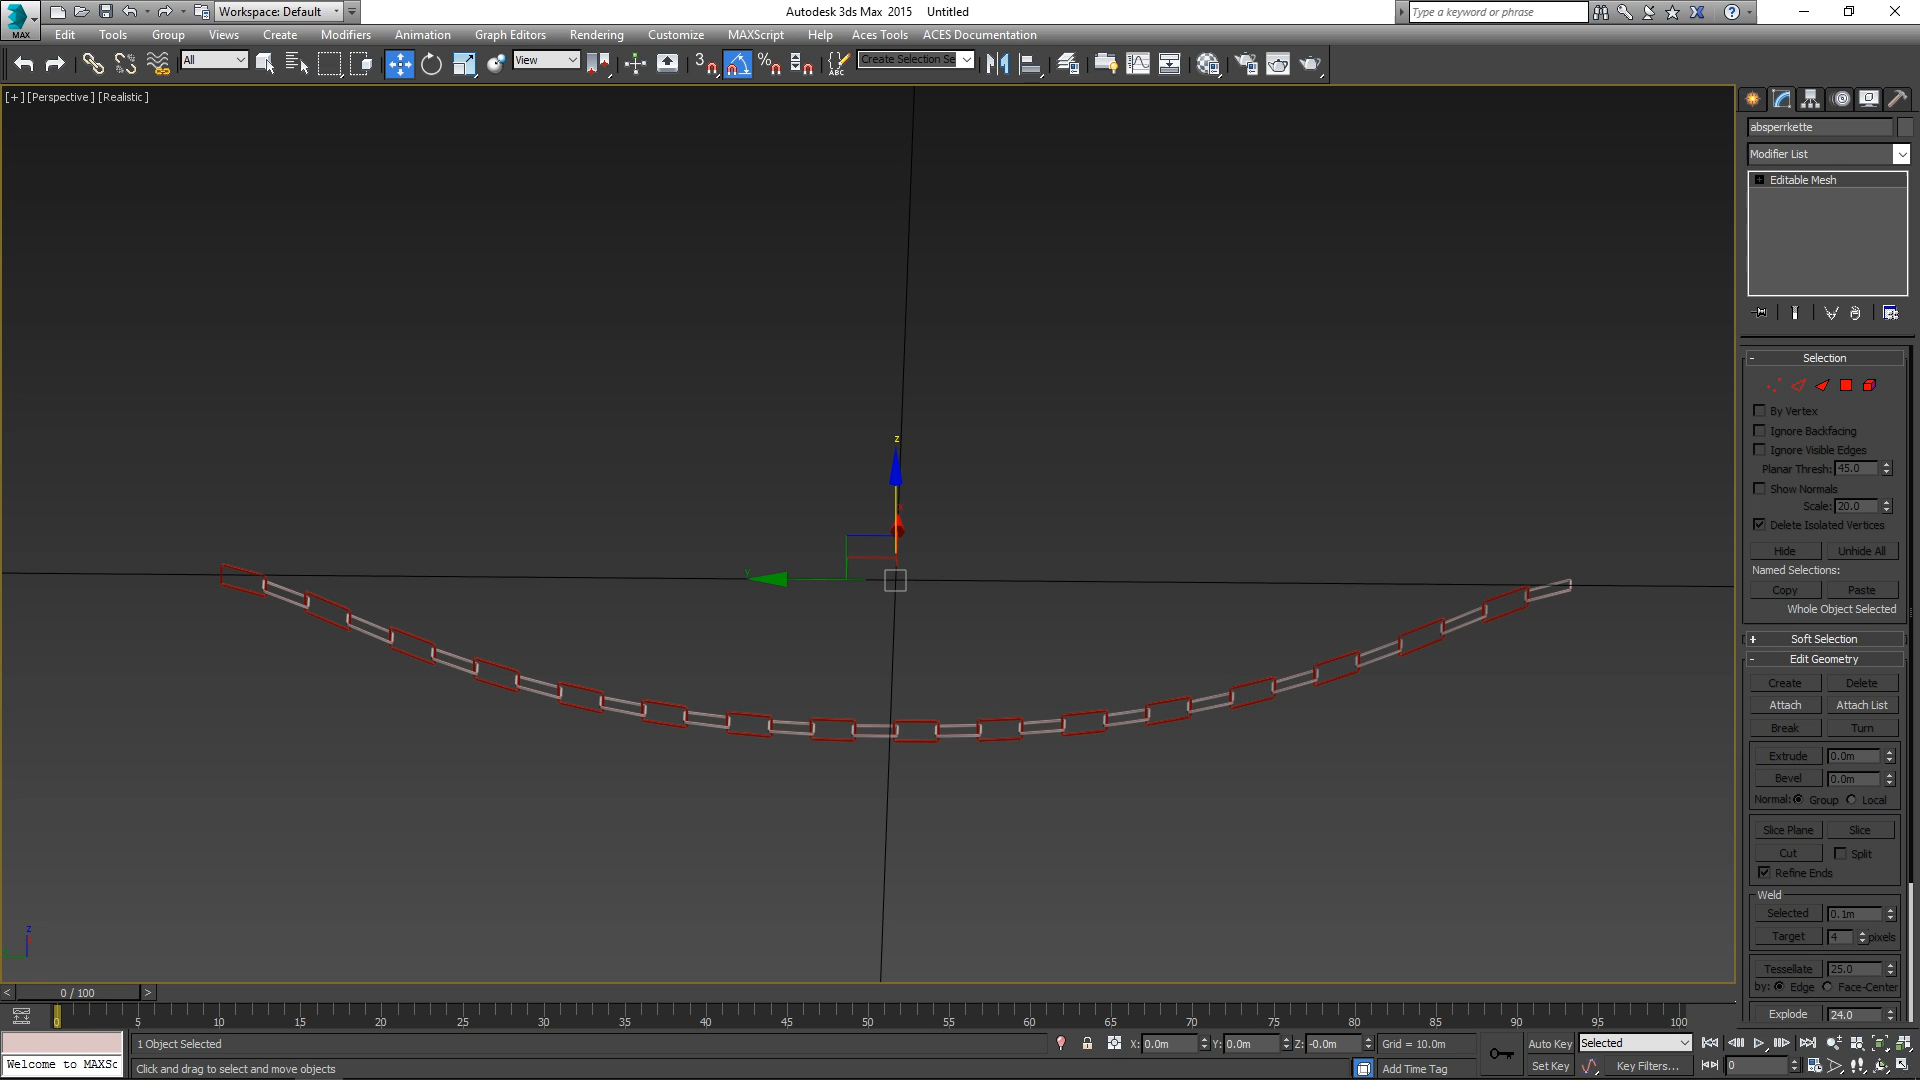 MAX
Workspace: Default
Autodesk 3ds Max 2015 Untitled
Type a keyword or phrase
Edit Tools Group Views Create Modifiers Animation Graph Editors Rendering Customize MAXScript Help Aces Tools ACES Documentation
All
View
3
%
ABC
Create Selection Se
[+] [Perspective ] [Realistic ]
absperrkette
Modifier List
Editable Mesh
- Selection
By Vertex
Ignore Backfacing
Ignore Visible Edges
Planar Thresh: 45.0
Show Normals
Scale: 20.0
Delete Isolated Vertices
Hide Unhide All
Named Selections:
Copy Paste
Whole Object Selected
+ Soft Selection
- Edit Geometry
Create Delete
Attach Attach List
Break Turn
Extrude 0.0m
Bevel 0.0m
Normal: Group Local
Slice Plane Slice
Cut Split
Refine Ends
Weld
Selected 0.1m
Target 4 pixels
Tessellate 25.0
by: Edge Face-Center
Explode 24.0
z
y
z
< 0 / 100 >
0 5 10 15 20 25 30 35 40 45 50 55 60 65 70 75 80 85 90 95 100
1 Object Selected
X: 0.0m Y: 0.0m Z: -0.0m Grid = 10.0m
Auto Key Selected
Welcome to MAXSc
Click and drag to select and move objects
Add Time Tag
Set Key Key Filters... 0